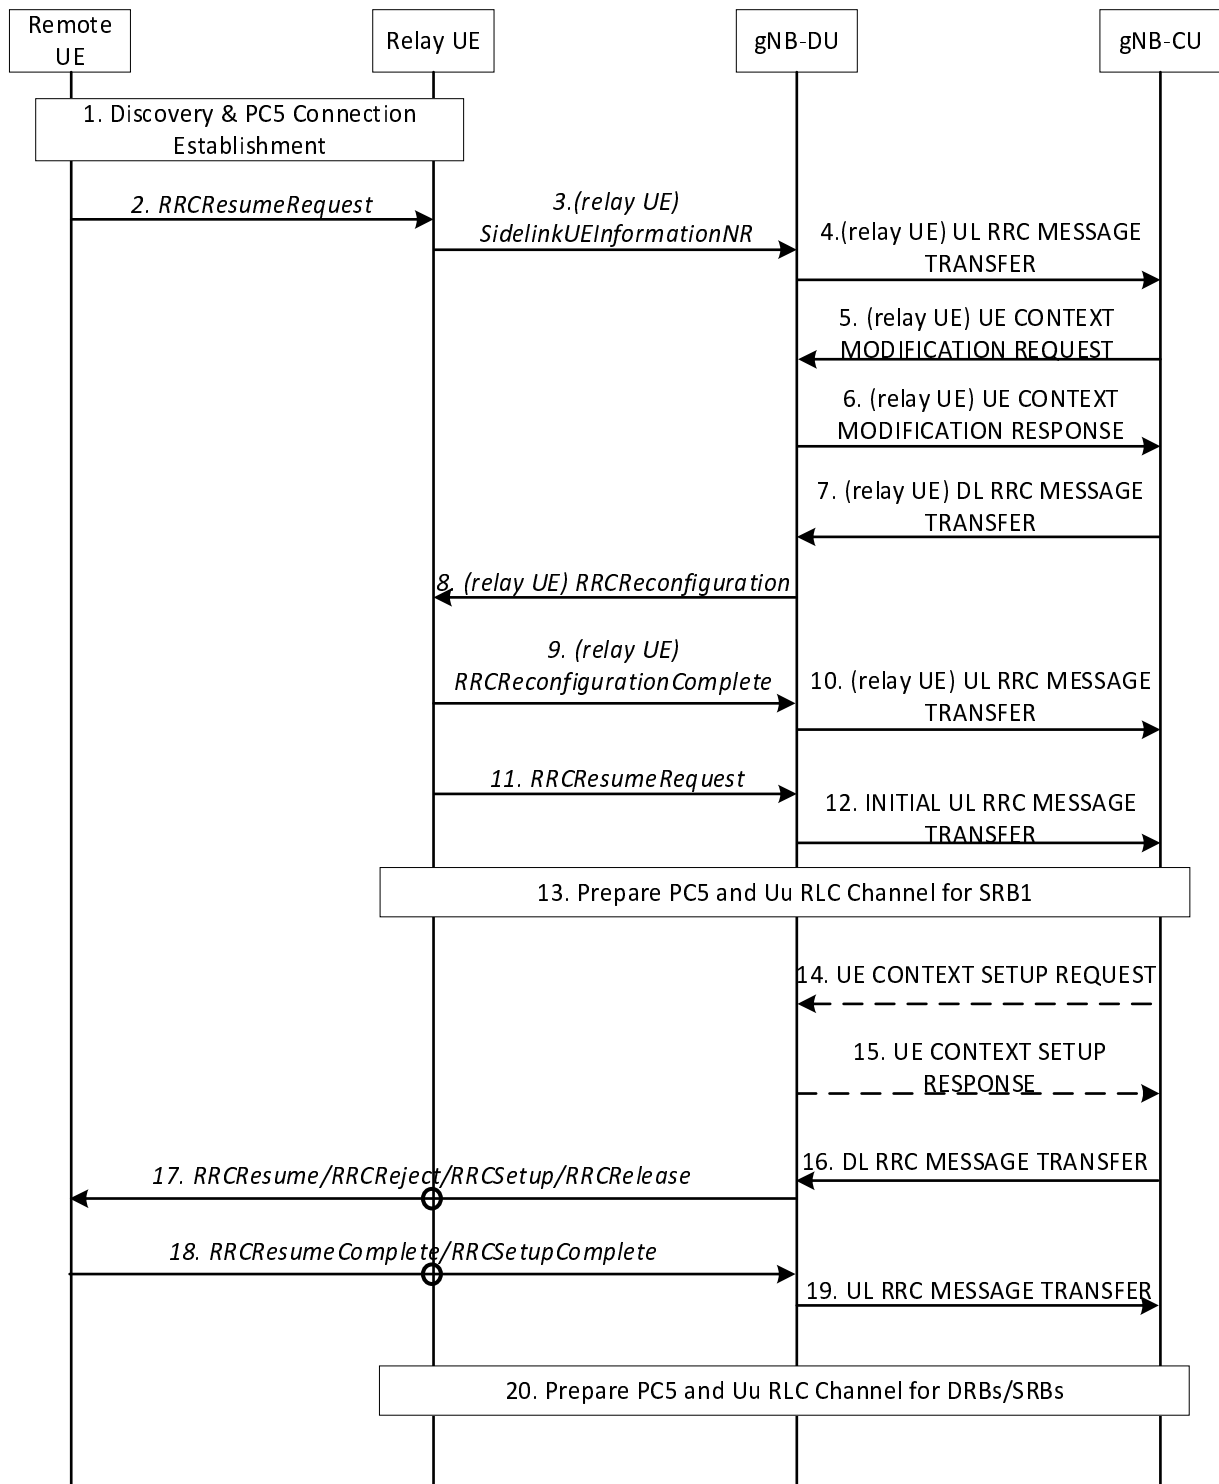 Remote
UE
Relay UE
gNB-DU
gNB-CU
1. Discovery & PC5 Connection
Establishment
2. RRCResumeRequest
3.(relay UE)
SidelinkUEInformationNR
4.(relay UE) UL RRC MESSAGE
TRANSFER
5. (relay UE) UE CONTEXT
MODIFICATION REQUEST
6. (relay UE) UE CONTEXT
MODIFICATION RESPONSE
7. (relay UE) DL RRC MESSAGE
TRANSFER
8. (relay UE) RRCReconfiguration
9. (relay UE)
RRCReconfigurationComplete
10. (relay UE) UL RRC MESSAGE
TRANSFER
11. RRCResumeRequest
12. INITIAL UL RRC MESSAGE
TRANSFER
13. Prepare PC5 and Uu RLC Channel for SRB1
14. UE CONTEXT SETUP REQUEST
15. UE CONTEXT SETUP
RESPONSE
16. DL RRC MESSAGE TRANSFER
17. RRCResume/RRCReject/RRCSetup/RRCRelease
18. RRCResumeComplete/RRCSetupComplete
19. UL RRC MESSAGE TRANSFER
20. Prepare PC5 and Uu RLC Channel for DRBs/SRBs